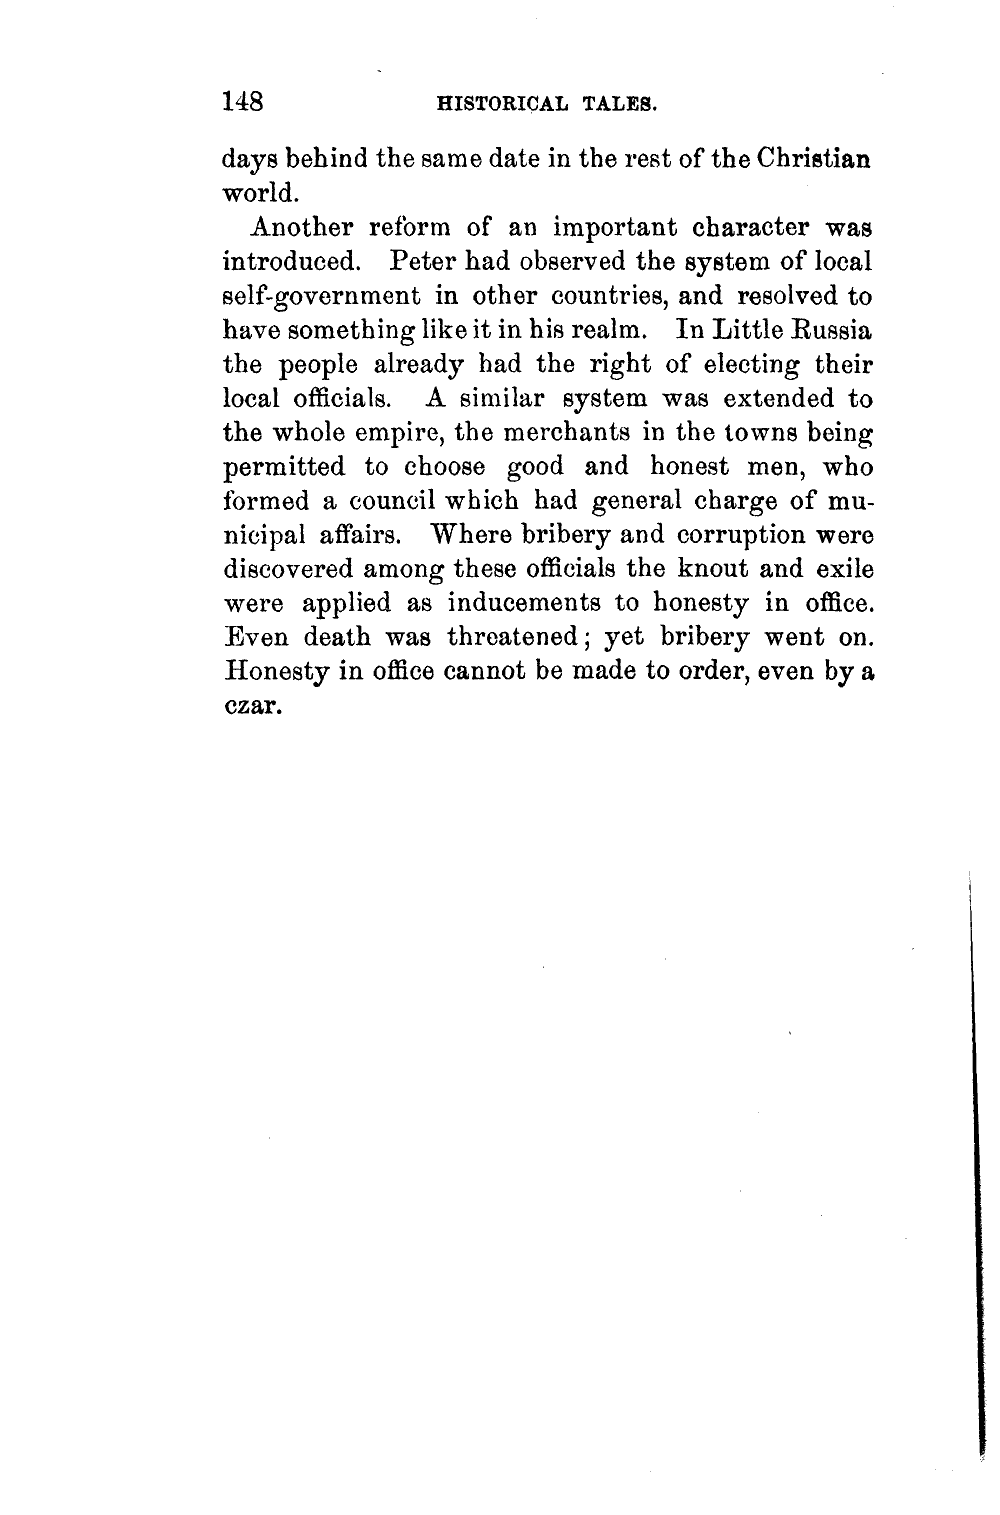 148 HISTORICAL TALES.
days behind the same date in the rest of the Christian
world.
Another reform of an important character was
introduced. Peter had observed the system of local
self-government in other countries, and resolved to
have something like it in his realm. In Little Russia
the people already had the right of electing their
local officials. A similar system was extended to
the whole empire, the merchants in the towns being
permitted to choose good and honest men, who
formed a council which had general charge of mu-
nicipal affairs. Where bribery and corruption were
discovered among these officials the knout and exile
were applied as inducements to honesty in office.
Even death was threatened; yet bribery went on.
Honesty in office cannot be made to order, even by a
czar.